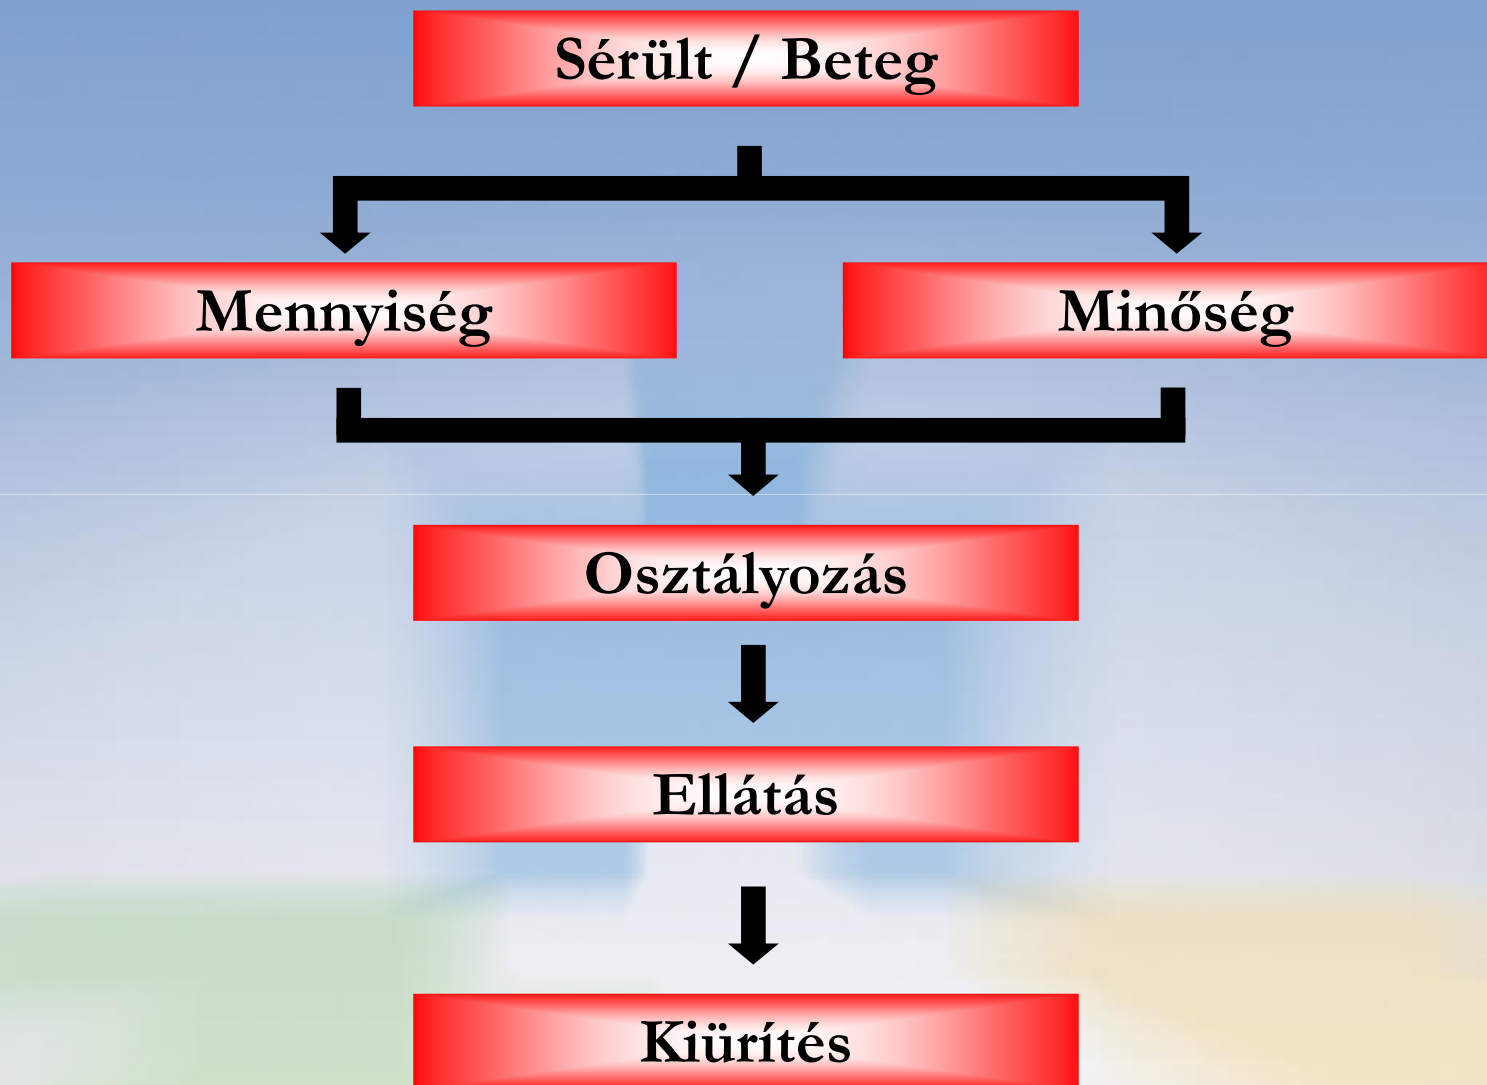 Sérült / Beteg
Mennyiség
Minőség
Osztályozás
Ellátás
Kiürítés